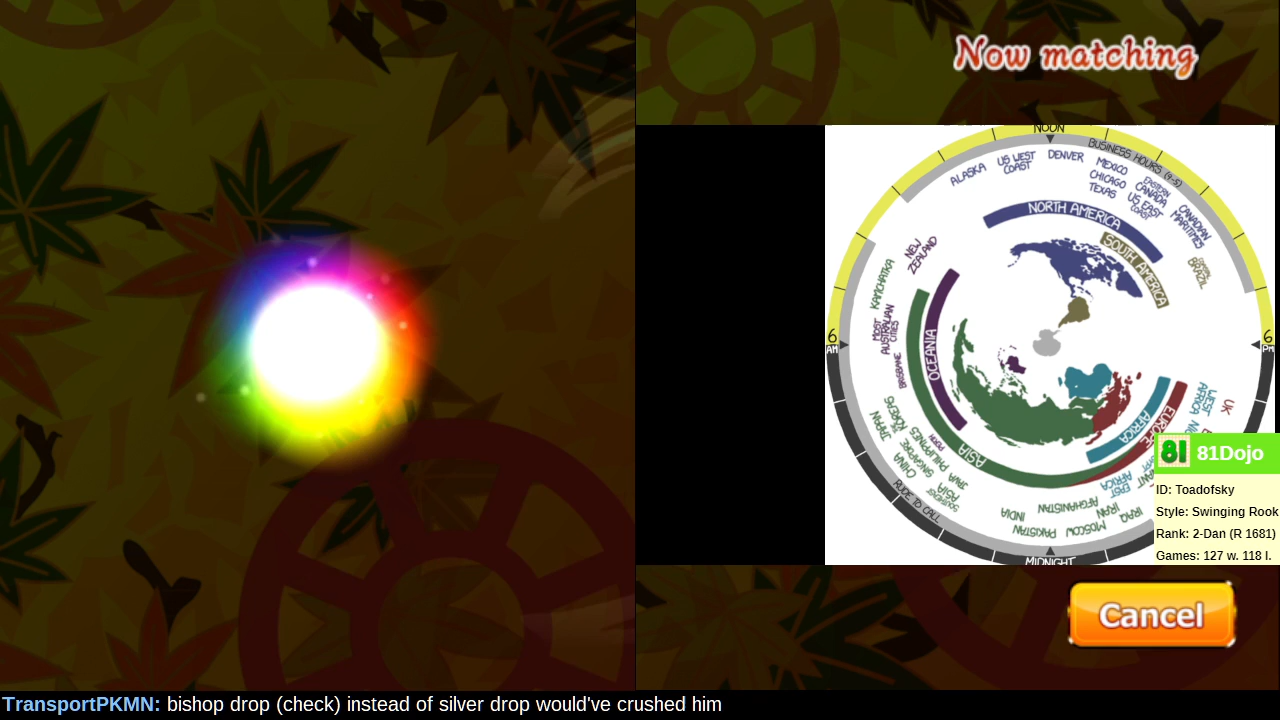 Now matching
NOON
BUSINESS HOURS (9-5)
ALASKA
US WEST
COAST
DENVER
MEXICO
CHICAGO
TEXAS
EASTERN
CANADA
US EAST
COAST
CANADIAN
MARITIMES
BRAZIL
NORTH AMERICA
SOUTH AMERICA
NEW
ZEALAND
KAMCHATKA
MOST
AUSTRALIAN
CITIES
BRISBANE
OCEANIA
6
AM
6
PM
KOREAS
JAPAN
PHILIPPINES
SINGAPORE
CHINA
JAVA
SOUTHEAST
ASIA
ASIA
RUDE TO CALL
INDIA
AFGHANISTAN
PAKISTAN
MOSCOW
IRAN
IRAQ
EAST
AFRICA
AFRICA
EUROPE
WEST
AFRICA
UK
MIDNIGHT
81 81Dojo
ID: Toadofsky
Style: Swinging Rook
Rank: 2-Dan (R 1681)
Games: 127 w. 118 l.
Cancel
TransportPKMN: bishop drop (check) instead of silver drop would've crushed him